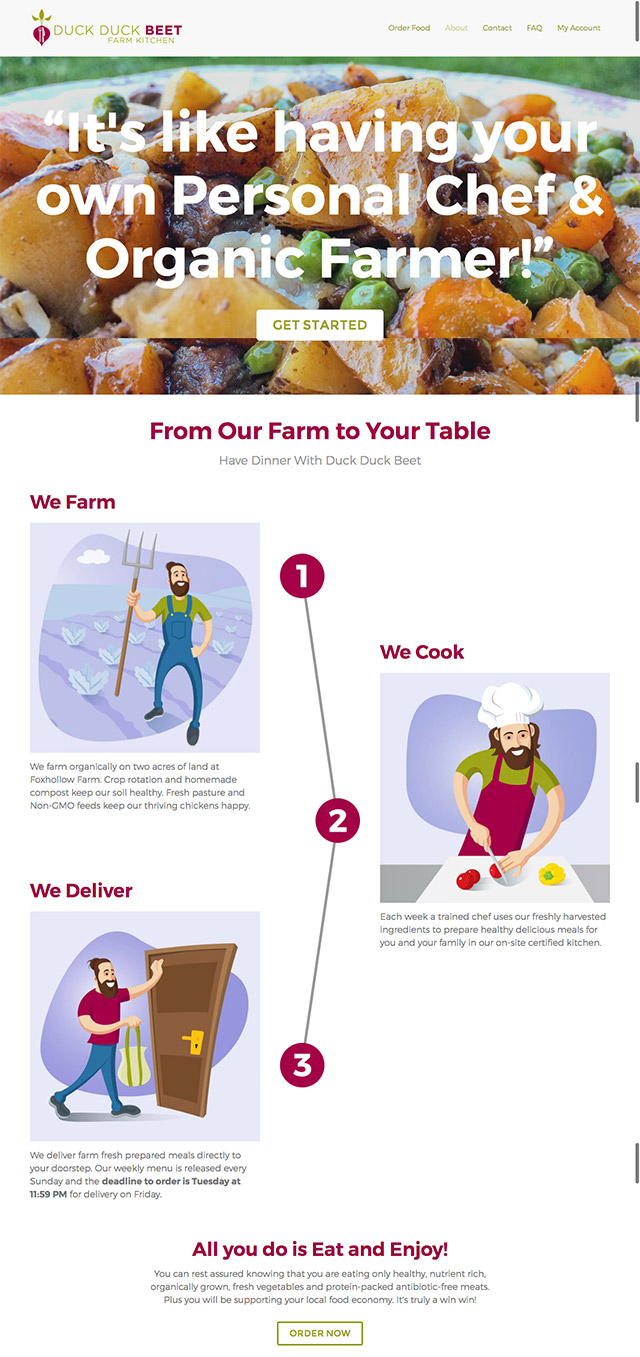 DUCK DUCK BEET
FARM KITCHEN
Order Food About Contact FAQ My Account
“It's like having your
own Personal Chef &
Organic Farmer!”
GET STARTED
From Our Farm to Your Table
Have Dinner With Duck Duck Beet
We Farm
1
We farm organically on two acres of land at
Foxhollow Farm. Crop rotation and homemade
compost keep our soil healthy. Fresh pasture and
Non-GMO feeds keep our thriving chickens happy.
We Cook
2
Each week a trained chef uses our freshly harvested
ingredients to prepare healthy delicious meals for
you and your family in our on-site certified kitchen.
We Deliver
3
We deliver farm fresh prepared meals directly to
your doorstep. Our weekly menu is released every
Sunday and the deadline to order is Tuesday at
11:59 PM for delivery on Friday.
All you do is Eat and Enjoy!
You can rest assured knowing that you are eating only healthy, nutrient rich,
organically grown, fresh vegetables and protein-packed antibiotic-free meats.
Plus you will be supporting your local food economy. It's truly a win win!
ORDER NOW